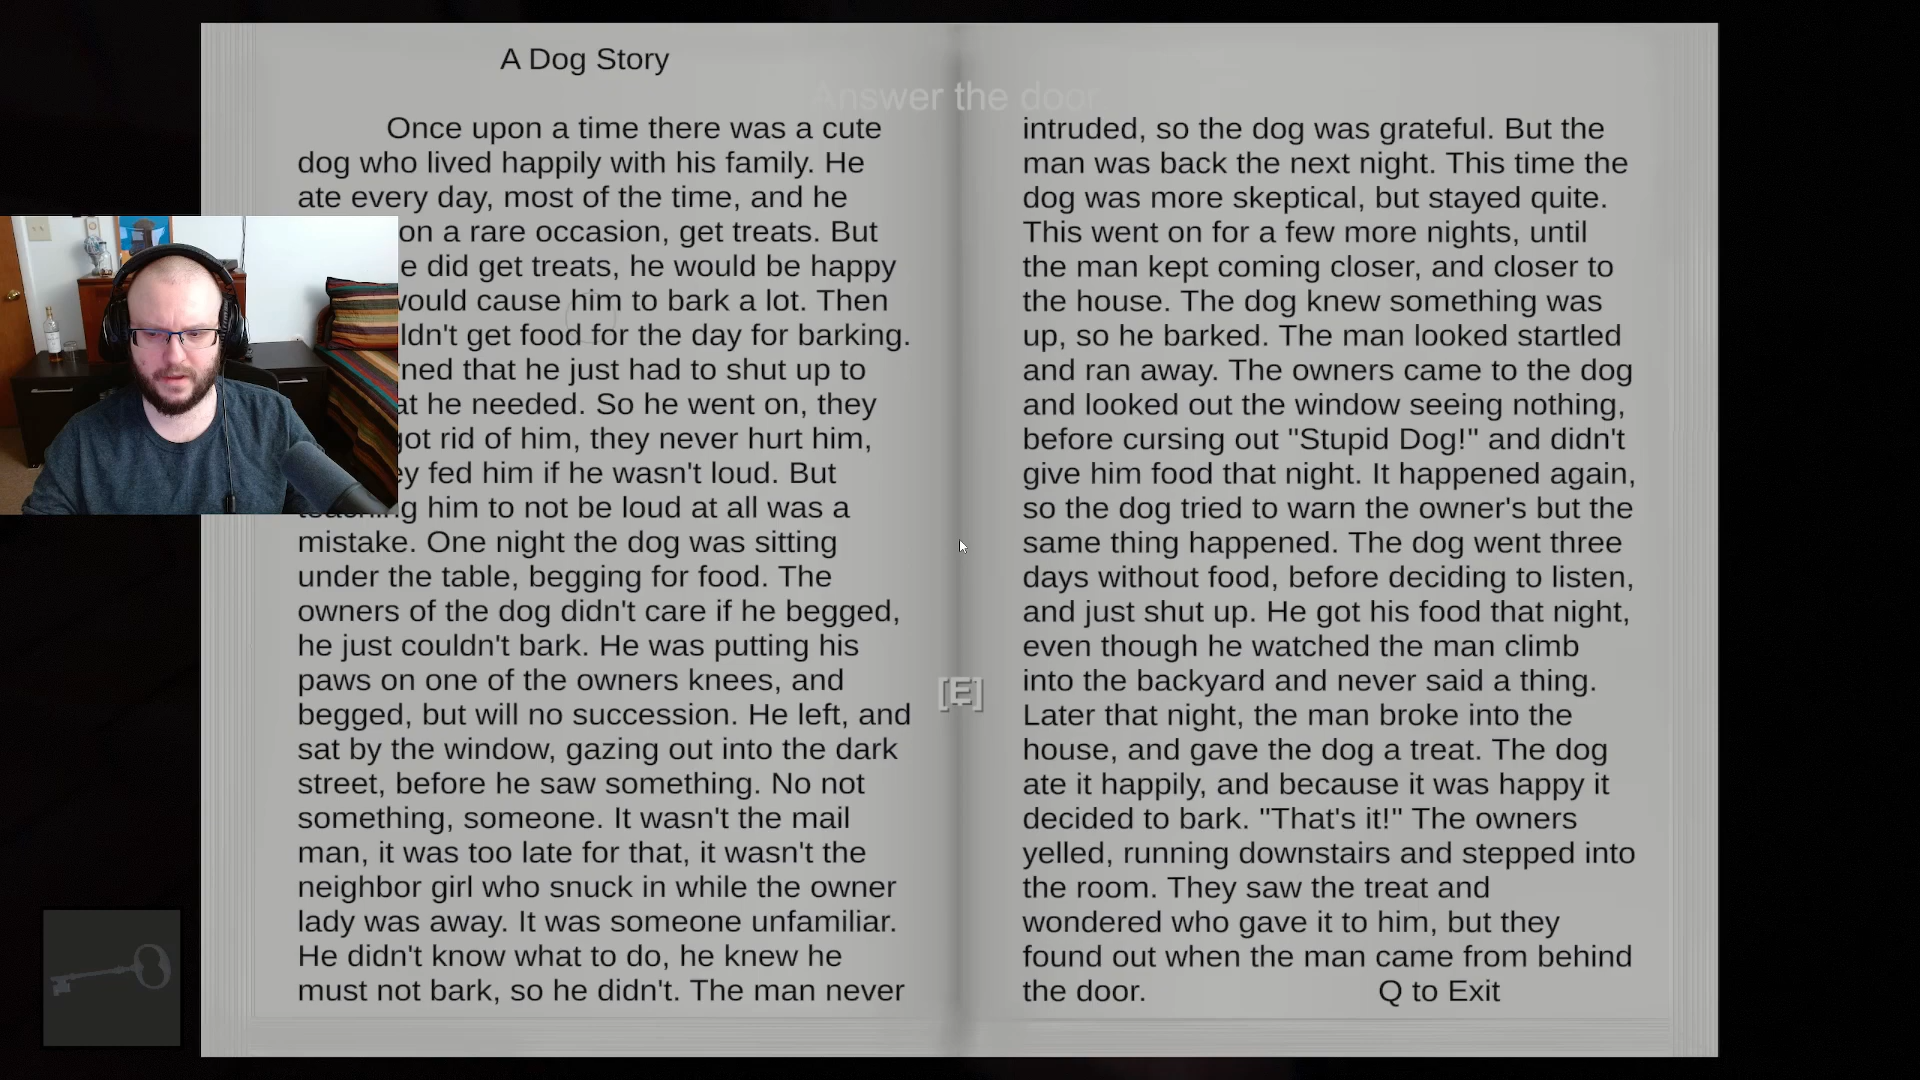 A Dog Story
Answer the door
Once upon a time there was a cute
dog who lived happily with his family. He
ate every day, most of the time, and he
on a rare occasion, get treats. But
did get treats, he would be happy
would cause him to bark a lot. Then
get food for the day for barking.
that he just had to shut up to
he needed. So he went on, they
got rid of him, they never hurt him,
fed him if he wasn't loud. But
him to not be loud at all was a
mistake. One night the dog was sitting
under the table, begging for food. The
owners of the dog didn't care if he begged,
he just couldn't bark. He was putting his
paws on one of the owners knees, and
begged, but will no succession. He left, and
sat by the window, gazing out into the dark
street, before he saw something. No not
something, someone. It wasn't the mail
man, it was too late for that, it wasn't the
neighbor girl who snuck in while the owner
lady was away. It was someone unfamiliar.
He didn't know what to do, he knew he
must not bark, so he didn't. The man never
intruded, so the dog was grateful. But the
man was back the next night. This time the
dog was more skeptical, but stayed quite.
This went on for a few more nights, until
the man kept coming closer, and closer to
the house. The dog knew something was
up, so he barked. The man looked startled
and ran away. The owners came to the dog
and looked out the window seeing nothing,
before cursing out "Stupid Dog!" and didn't
give him food that night. It happened again,
so the dog tried to warn the owner's but the
same thing happened. The dog went three
days without food, before deciding to listen,
and just shut up. He got his food that night,
even though he watched the man climb
into the backyard and never said a thing.
Later that night, the man broke into the
house, and gave the dog a treat. The dog
ate it happily, and because it was happy it
decided to bark. "That's it!" The owners
yelled, running downstairs and stepped into
the room. They saw the treat and
wondered who gave it to him, but they
found out when the man came from behind
the door.
Q to Exit
[E]